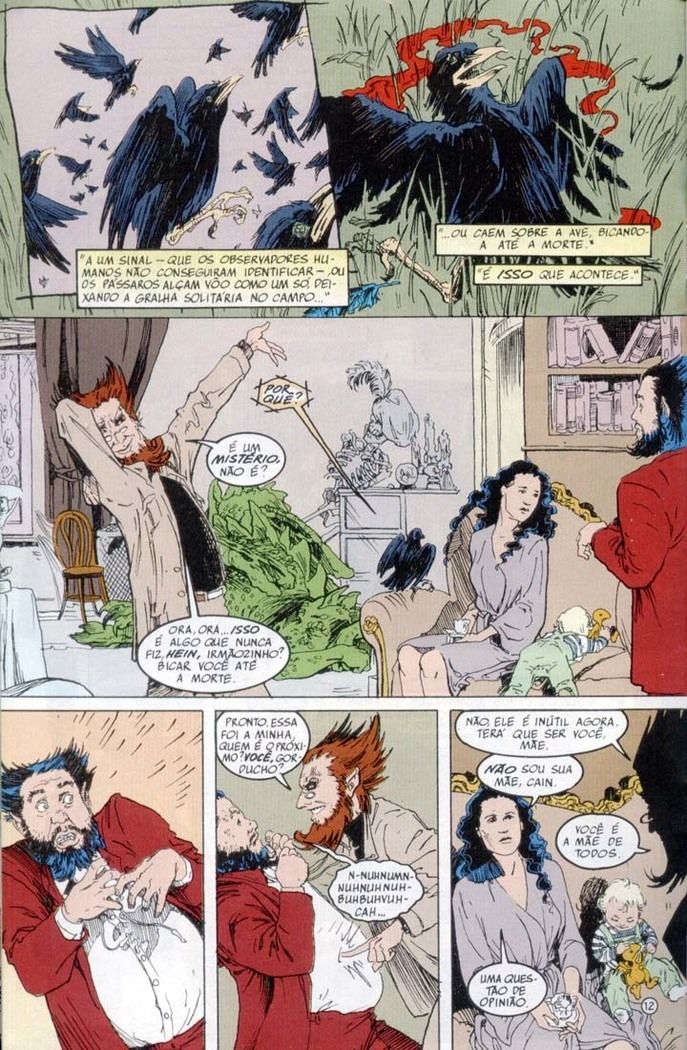 "A UM SINAL — QUE OS OBSERVADORES HU-
MANOS NÃO CONSEGUIRAM IDENTIFICAR —, OU
OS PÁSSAROS ALÇAM VÔO COMO UM SÓ, DEI-
XANDO A GRALHA SOLITÁRIA NO CAMPO..."
"...OU CAEM SOBRE A AVE, BICANDO-
A ATÉ A MORTE."
"É ISSO QUE ACONTECE."
POR
QUÊ?
É UM
MISTÉRIO,
NÃO É?
ORA, ORA... ISSO
É ALGO QUE NUNCA
FIZ, HEIN, IRMÃOZINHO?
BICAR VOCÊ ATÉ
A MORTE.
PRONTO. ESSA
FOI A MINHA.
QUEM É O PRÓXI-
MO? VOCÊ, GOR-
DUCHO?
N-NUHNUMN-
NUHNUHNUH-
BUHBUHVUH-
CAH...
NÃO, ELE É INÚTIL AGORA.
TERÁ QUE SER VOCÊ,
MÃE.
NÃO SOU SUA
MÃE, CAIN.
VOCÊ É
A MÃE DE
TODOS.
UMA QUES-
TÃO DE
OPINIÃO.
12